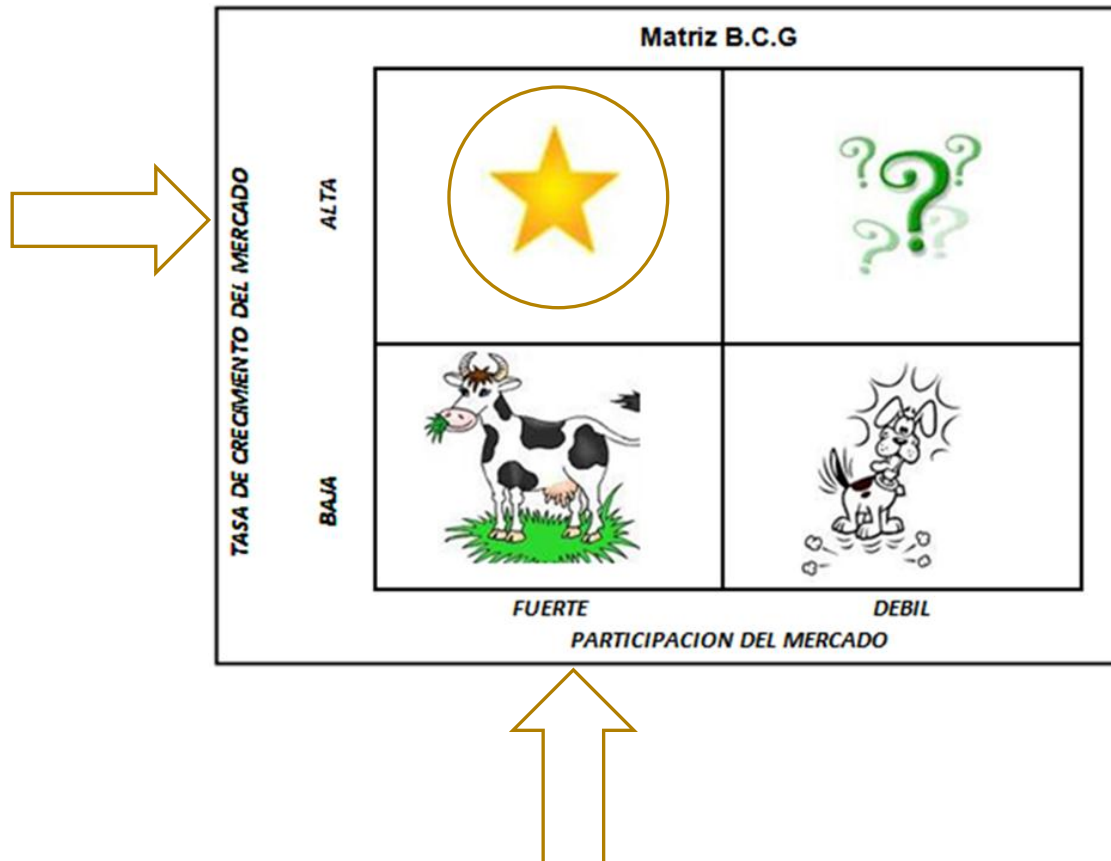 Matriz B.C.G
TASA DE CRECIMIENTO DEL MERCADO
ALTA
BAJA
FUERTE
DEBIL
PARTICIPACION DEL MERCADO